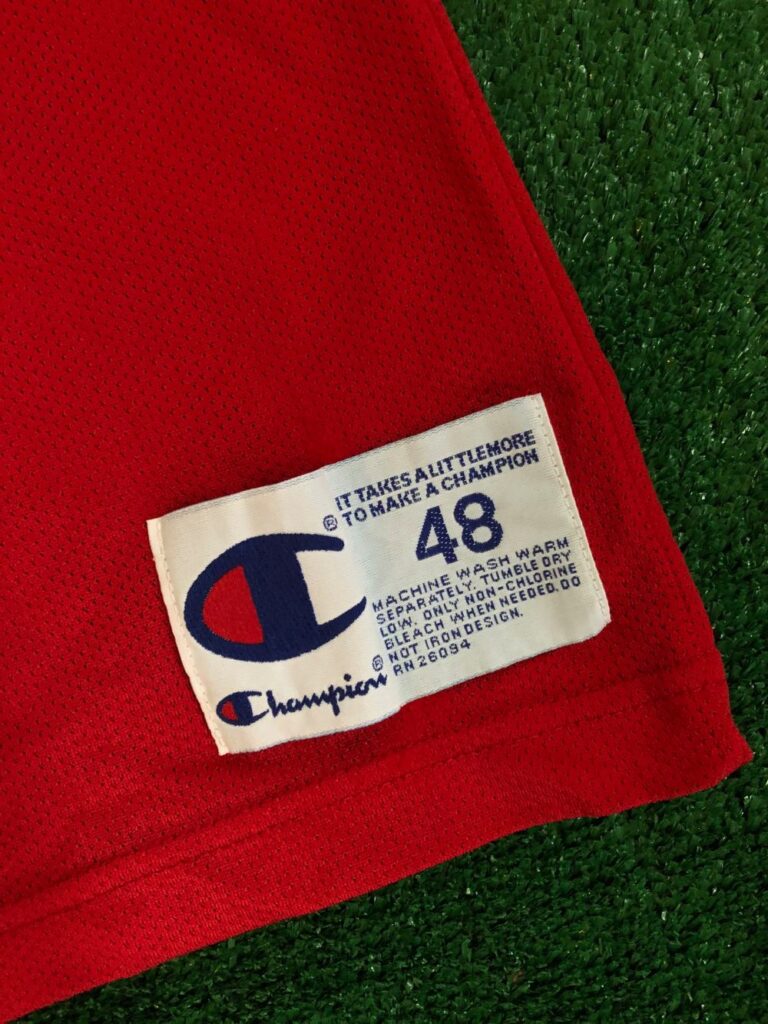 IT TAKES A LITTLE MORE
® TO MAKE A CHAMPION
48
MACHINE WASH WARM
SEPARATELY. TUMBLE DRY
LOW. ONLY NON-CHLORINE
BLEACH WHEN NEEDED. DO
NOT IRON DESIGN.
RN 26094
Champion®